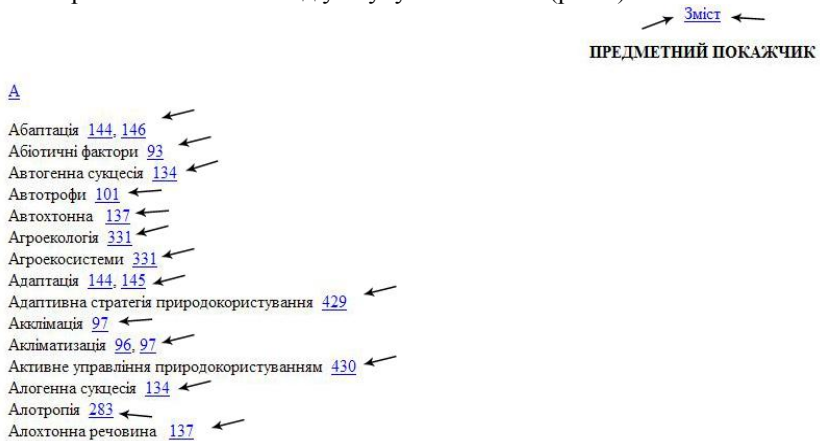 Зміст
ПРЕДМЕТНИЙ ПОКАЖЧИК
А
Абаптація 144, 146
Абіотичні фактори 93
Автогенна сукцесія 134
Автотрофи 101
Автохтонна 137
Агроекологія 331
Агроекосистеми 331
Адаптація 144, 145
Адаптивна стратегія природокористування 429
Акклімація 97
Акліматизація 96, 97
Активне управління природокористуванням 430
Алогенна сукцесія 134
Алотропія 283
Алохтонна речовина 137